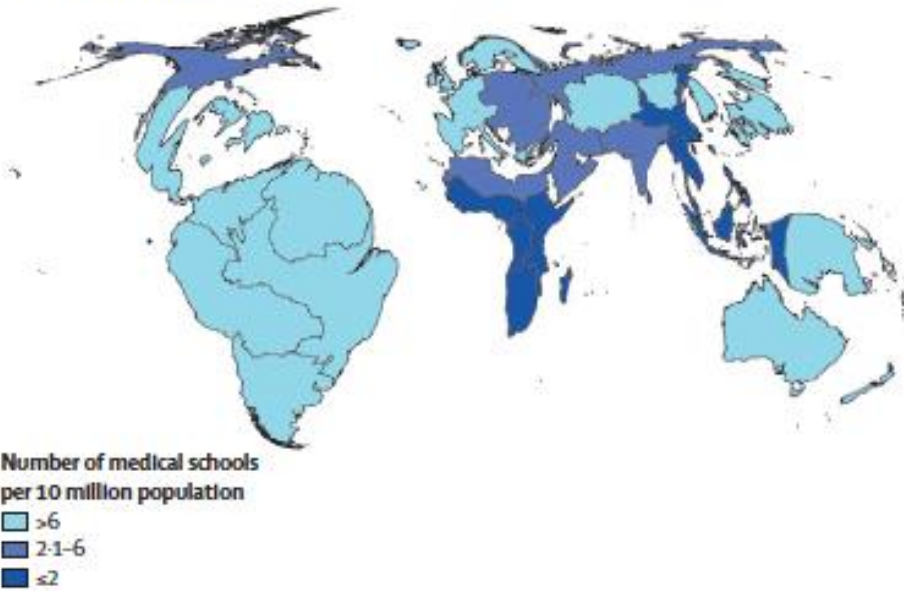 Number of medical schools
per 10 million population
>6
2·1–6
≤2